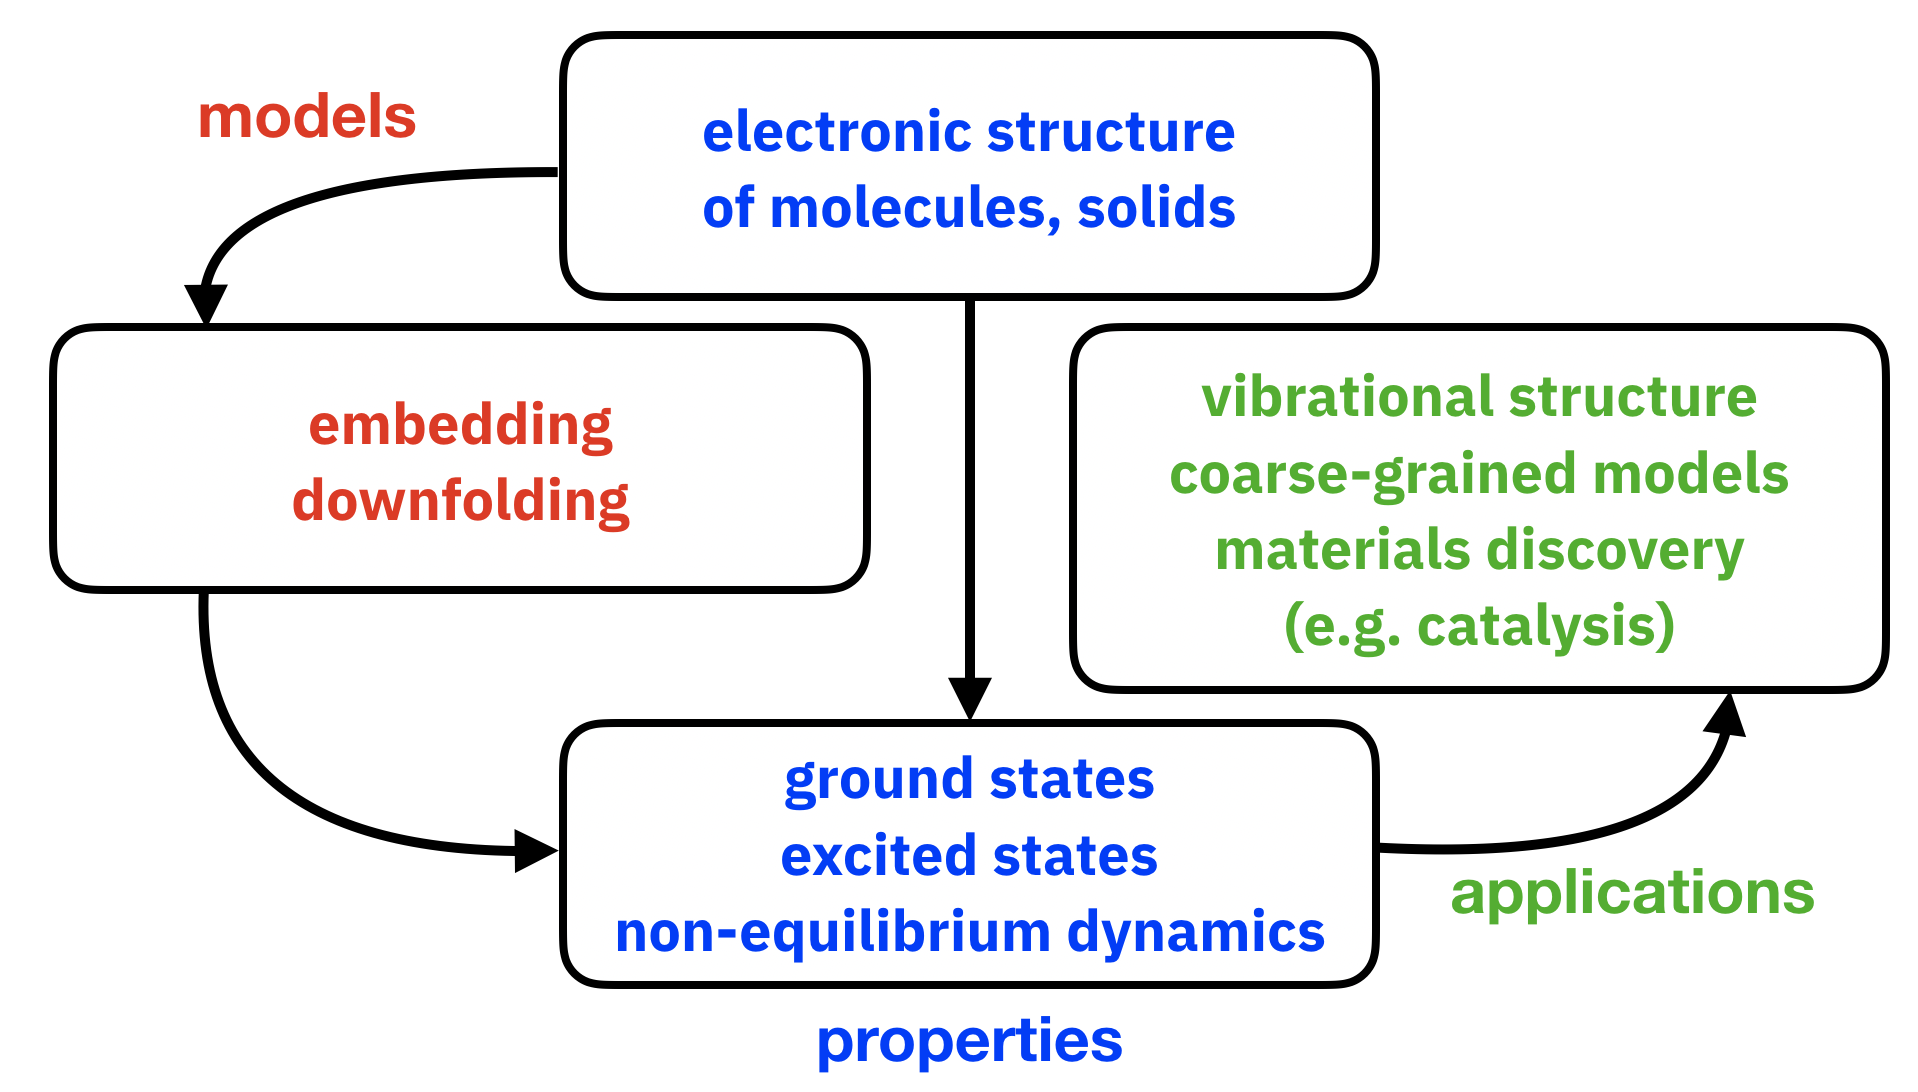 models
electronic structure
of molecules, solids
embedding
downfolding
vibrational structure
coarse-grained models
materials discovery
(e.g. catalysis)
ground states
excited states
non-equilibrium dynamics
applications
properties